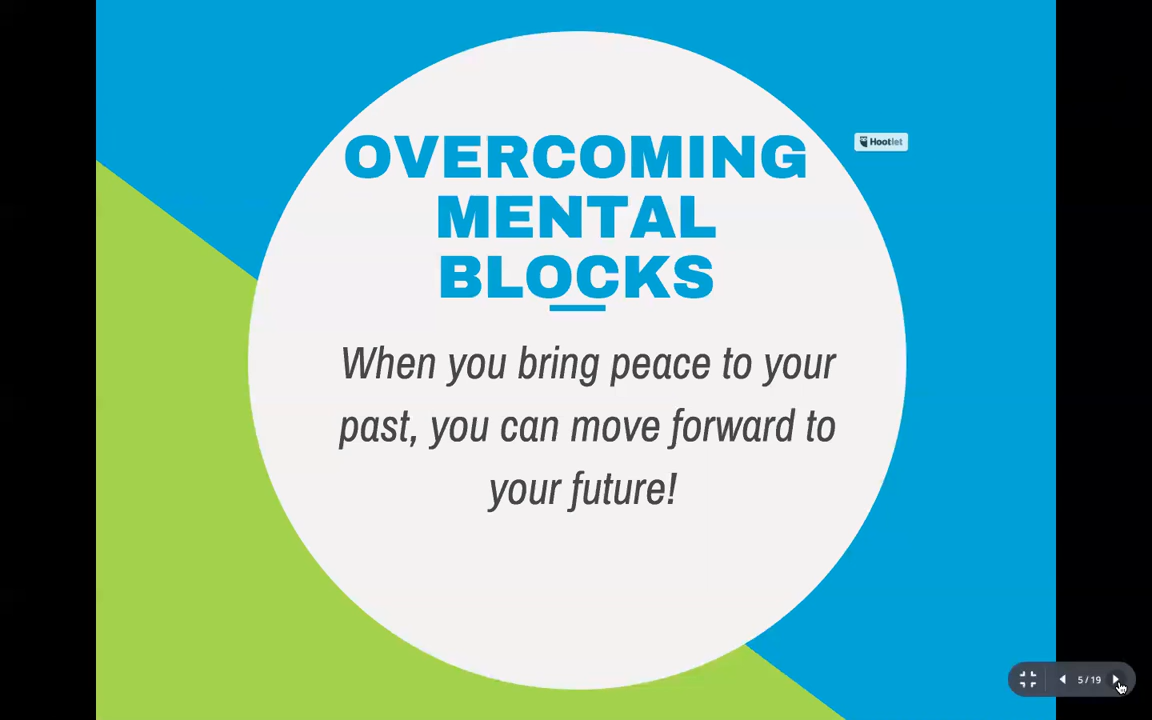 OVERCOMING
MENTAL
BLOCKS
When you bring peace to your
past, you can move forward to
your future!
Hootlet
5 / 19